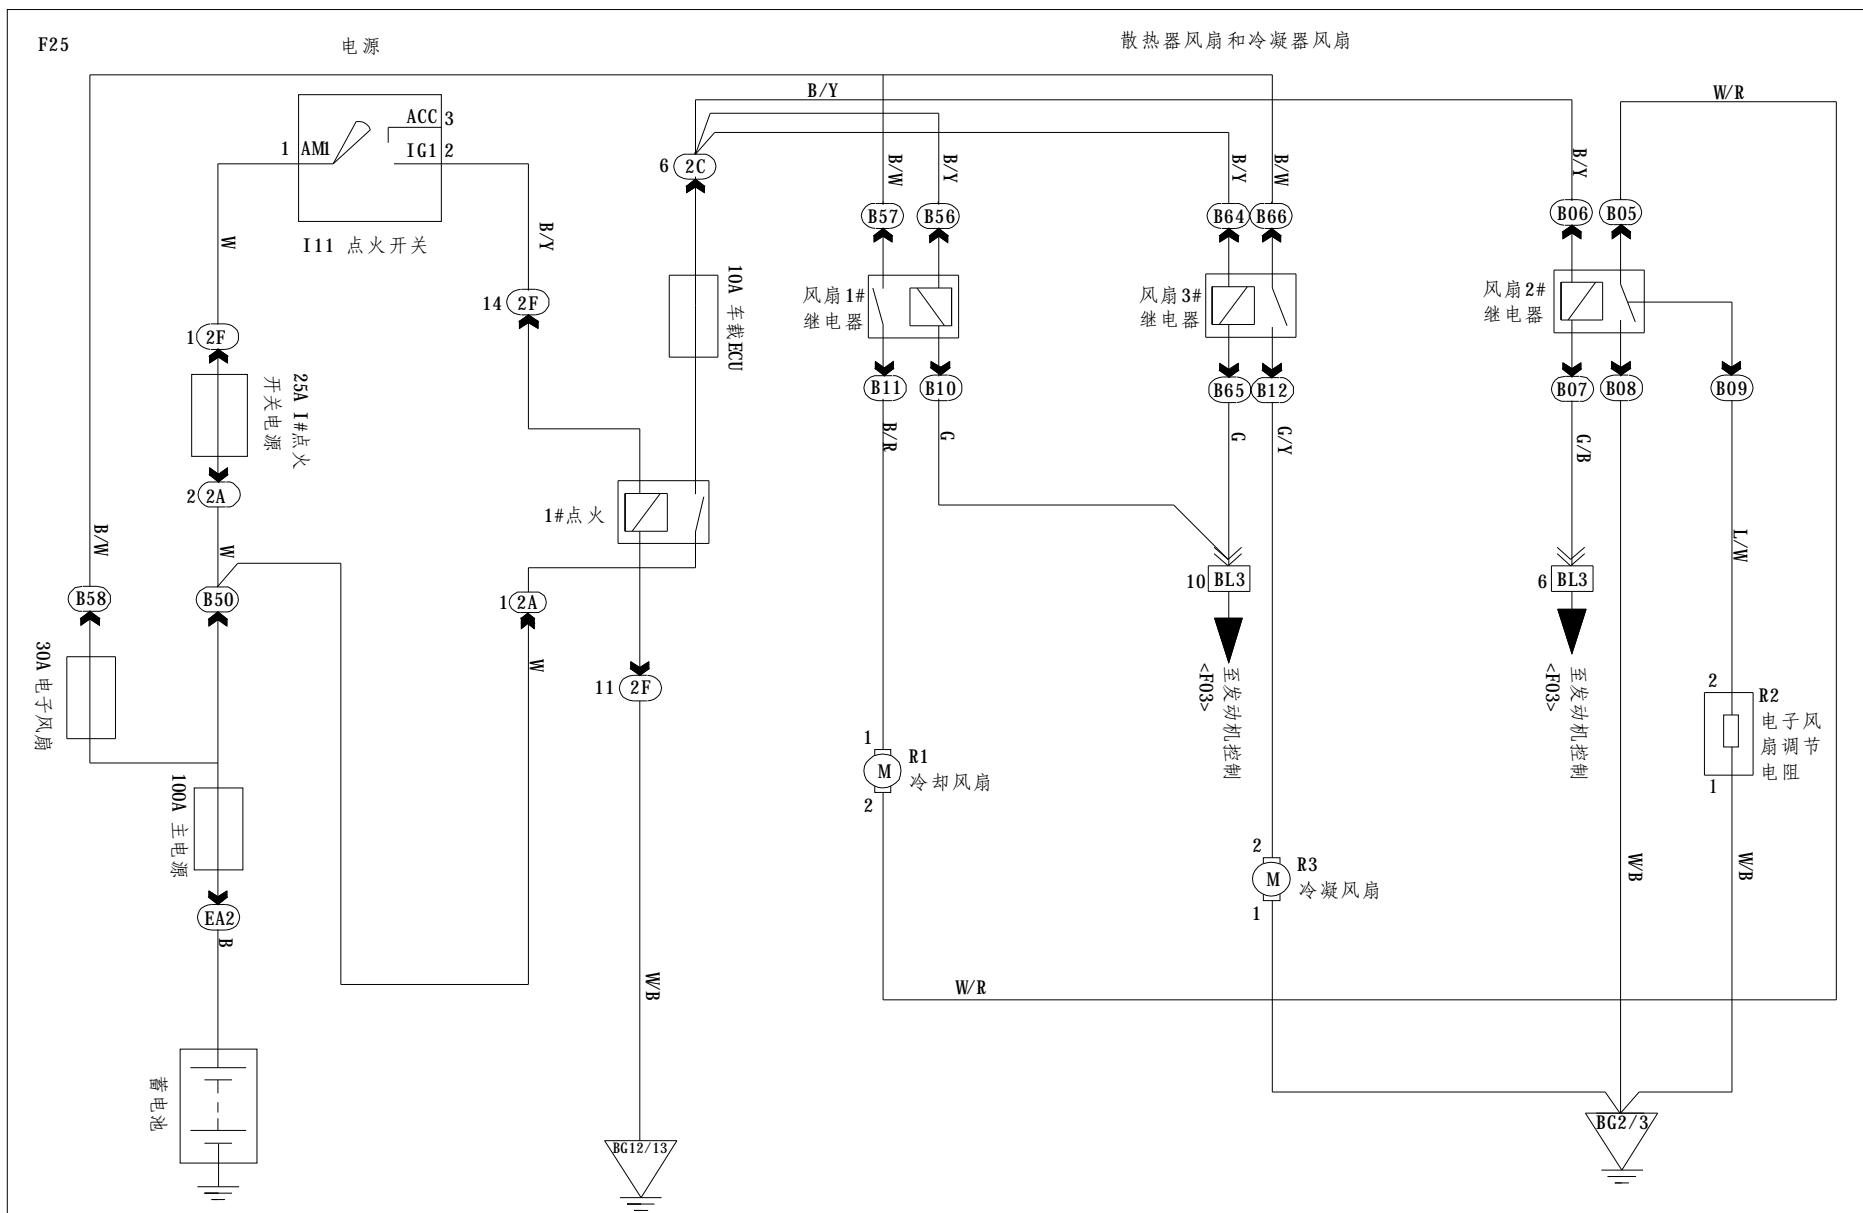 F25
电源
散热器风扇和冷凝器风扇
B/Y
W/R
ACC 3
1 AM1
IG1 2
I11 点火开关
W
B/Y
6 2C
B/W
B/Y
B/Y
B/W
B/Y
B57
B56
B64
B66
B06
B05
14 2F
1 2F
10A 车载ECU
风扇1#
继电器
风扇3#
继电器
风扇2#
继电器
25A I#点火
开关电源
B11
B10
B65
B12
B07
B08
B09
B/R
G
G
G/Y
G/B
2 2A
1#点火
B/W
W
L/W
B58
B50
1 2A
10 BL3
6 BL3
30A 电子风扇
W
11 2F
至发动机控制
<F03>
至发动机控制
<F03>
2
R2
电子风
扇调节
电阻
1
1
M
R1
冷却风扇
2
100A 主电源
2
M
R3
冷凝风扇
1
W/B
W/B
EA2
B
W/B
W/R
蓄电池
BG12/13
BG2/3